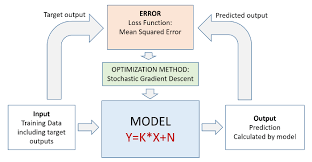 Target output
ERROR
Loss Function:
Mean Squared Error
Predicted output
OPTIMIZATION METHOD:
Stochastic Gradient Descent
Input
Training Data
including target
outputs
MODEL
Y=K*X+N
Output
Prediction
Calculated by model